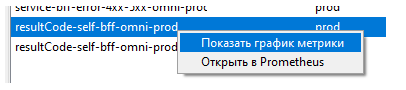 service-bff-error-4xx-5xx-omni-prot prod
resultCode-self-bff-omni-prod prod
resultCode-self-bff-omni-prod
Показать график метрики
Открыть в Prometheus